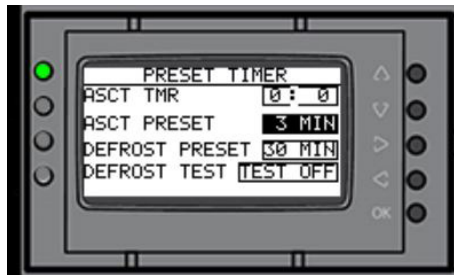 PRESET TIMER
ASCT TMR 0: 0
ASCT PRESET 3 MIN
DEFROST PRESET 30 MIN
DEFROST TEST TEST OFF
OK